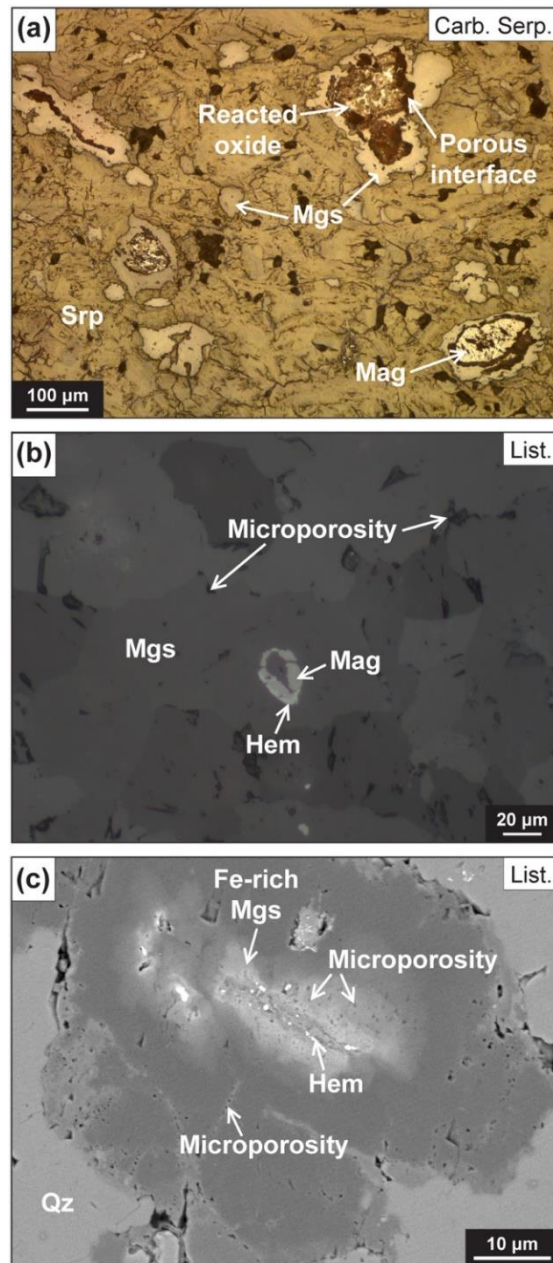 (a)
Carb. Serp.
Reacted
oxide
Porous
interface
Mgs
Srp
Mag
100 µm
(b)
List.
Microporosity
Mgs
Mag
Hem
20 µm
(c)
List.
Fe-rich
Mgs
Microporosity
Hem
Microporosity
Qz
10 µm